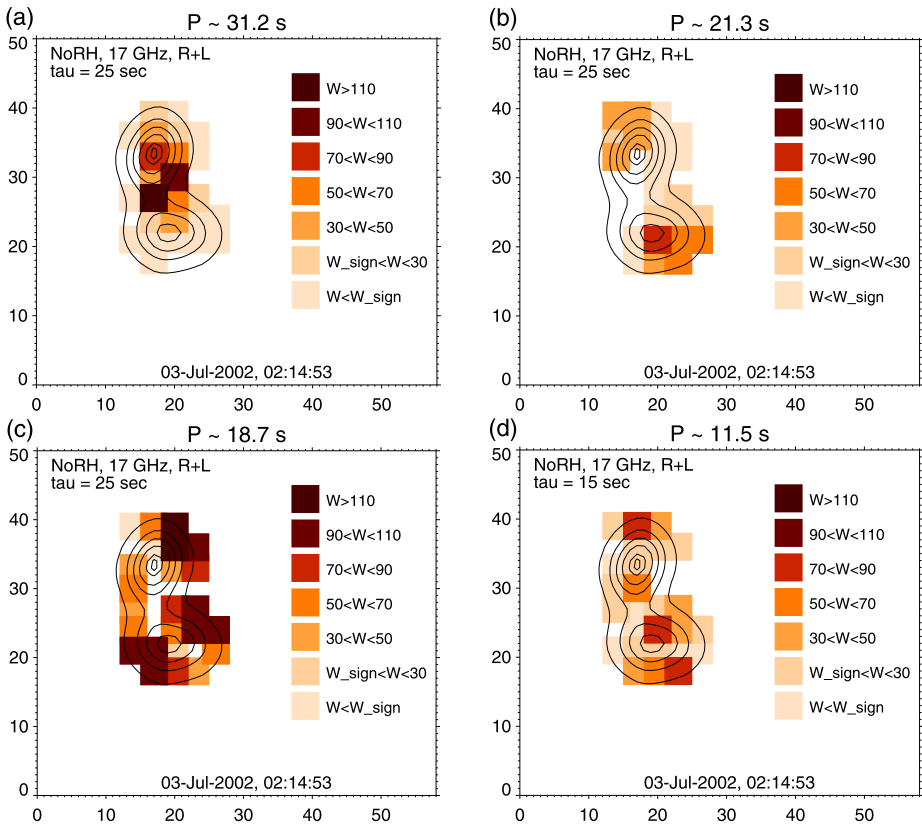 (a) P ~ 31.2 s
50
40
30
20
10
0
NoRH, 17 GHz, R+L
tau = 25 sec
W>110
90<W<110
70<W<90
50<W<70
30<W<50
W_sign<W<30
W<W_sign
03-Jul-2002, 02:14:53
0 10 20 30 40 50
(b) P ~ 21.3 s
50
40
30
20
10
0
NoRH, 17 GHz, R+L
tau = 25 sec
W>110
90<W<110
70<W<90
50<W<70
30<W<50
W_sign<W<30
W<W_sign
03-Jul-2002, 02:14:53
0 10 20 30 40 50
(c) P ~ 18.7 s
50
40
30
20
10
0
NoRH, 17 GHz, R+L
tau = 25 sec
W>110
90<W<110
70<W<90
50<W<70
30<W<50
W_sign<W<30
W<W_sign
03-Jul-2002, 02:14:53
0 10 20 30 40 50
(d) P ~ 11.5 s
50
40
30
20
10
0
NoRH, 17 GHz, R+L
tau = 15 sec
W>110
90<W<110
70<W<90
50<W<70
30<W<50
W_sign<W<30
W<W_sign
03-Jul-2002, 02:14:53
0 10 20 30 40 50